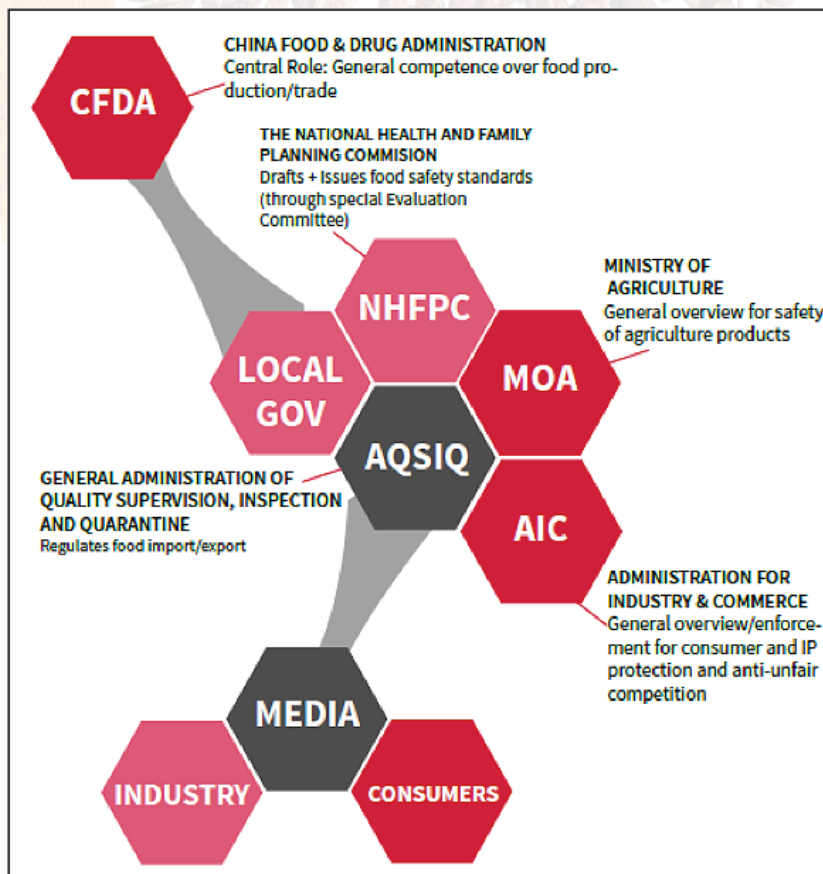 CFDA
CHINA FOOD & DRUG ADMINISTRATION
Central Role: General competence over food pro-
duction/trade
THE NATIONAL HEALTH AND FAMILY
PLANNING COMMISION
Drafts + Issues food safety standards
(through special Evaluation
Committee)
NHFPC
MINISTRY OF
AGRICULTURE
General overview for safety
of agriculture products
LOCAL
GOV
MOA
AQSIQ
GENERAL ADMINISTRATION OF
QUALITY SUPERVISION, INSPECTION
AND QUARANTINE
Regulates food import/export
AIC
ADMINISTRATION FOR
INDUSTRY & COMMERCE
General overview/enforce-
ment for consumer and IP
protection and anti-unfair
competition
MEDIA
INDUSTRY
CONSUMERS